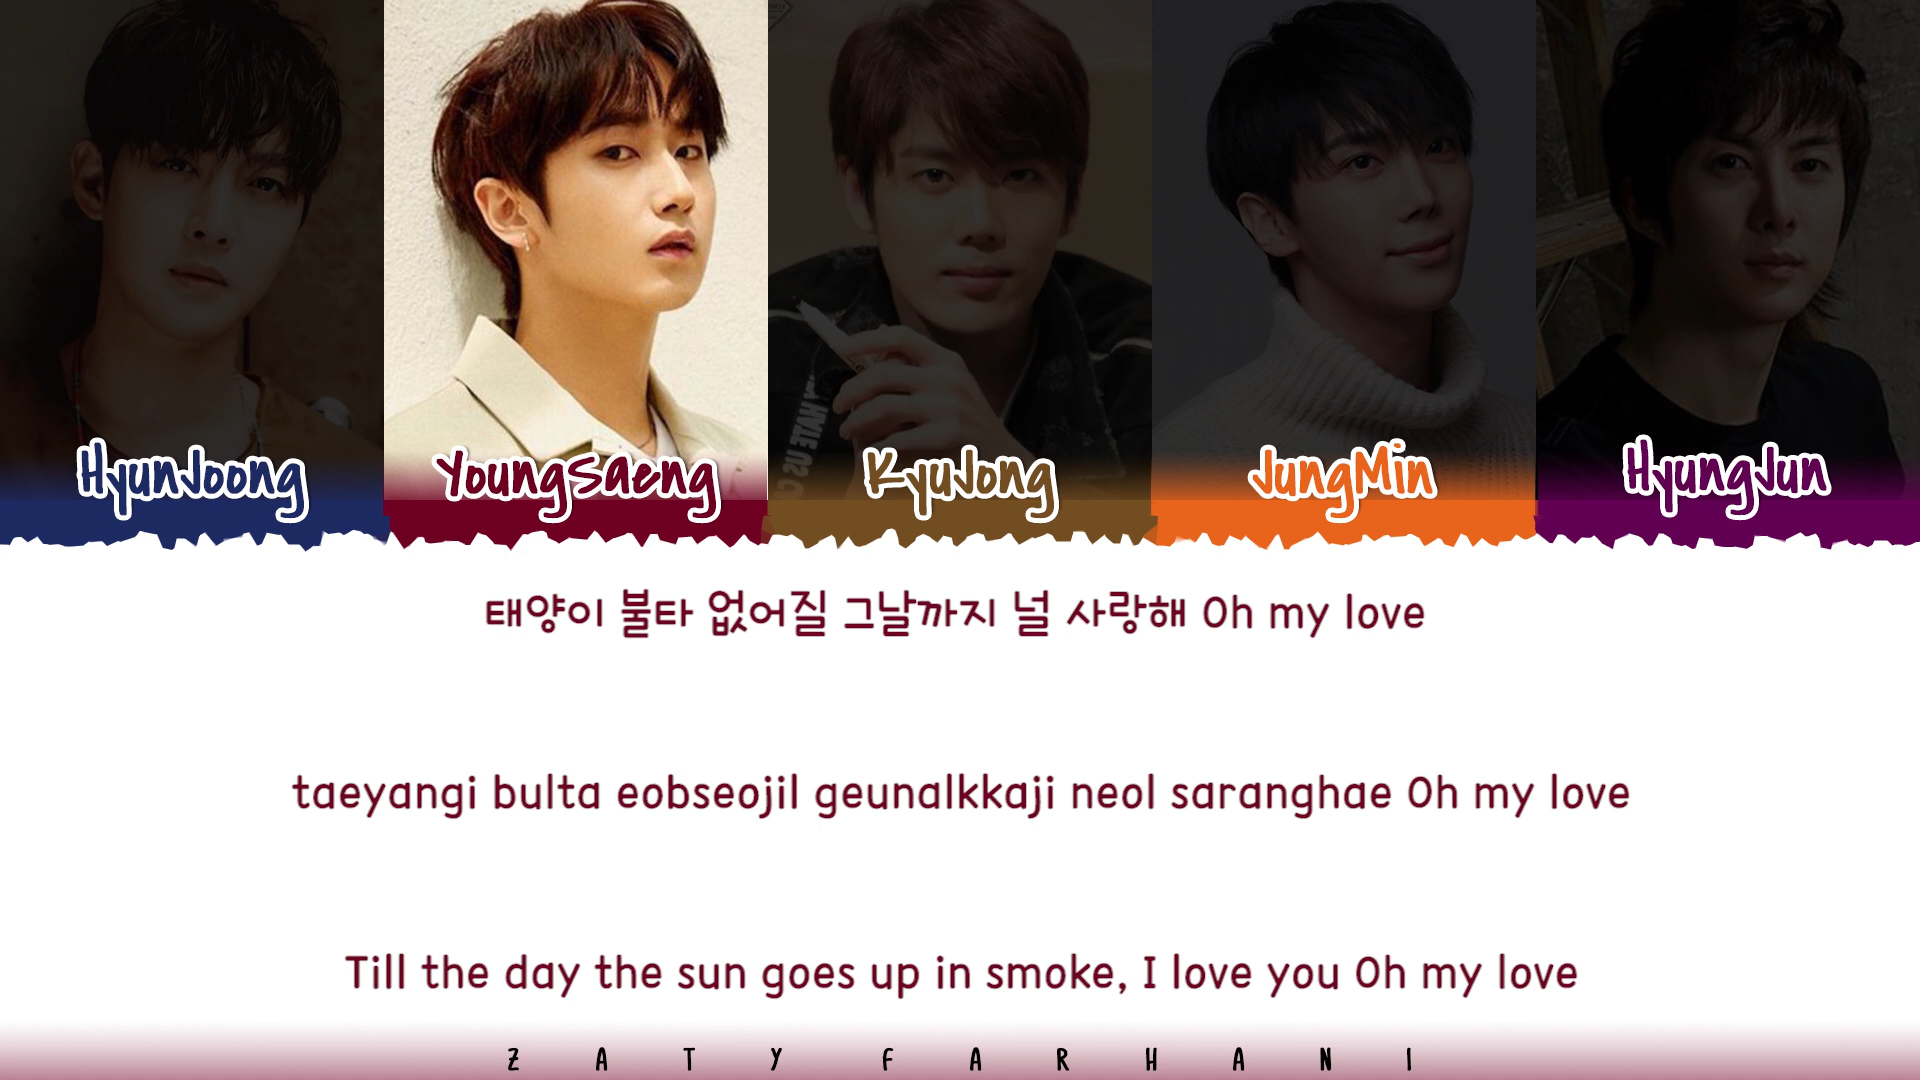 HyunJoong YoungSaeng KyuJong JungMin HyungJun
태양이 불타 없어질 그날까지 널 사랑해 Oh my love
taeyangi bulta eobseojil geunalkkaji neol saranghae Oh my love
Till the day the sun goes up in smoke, I love you Oh my love
ZATY FARHANI